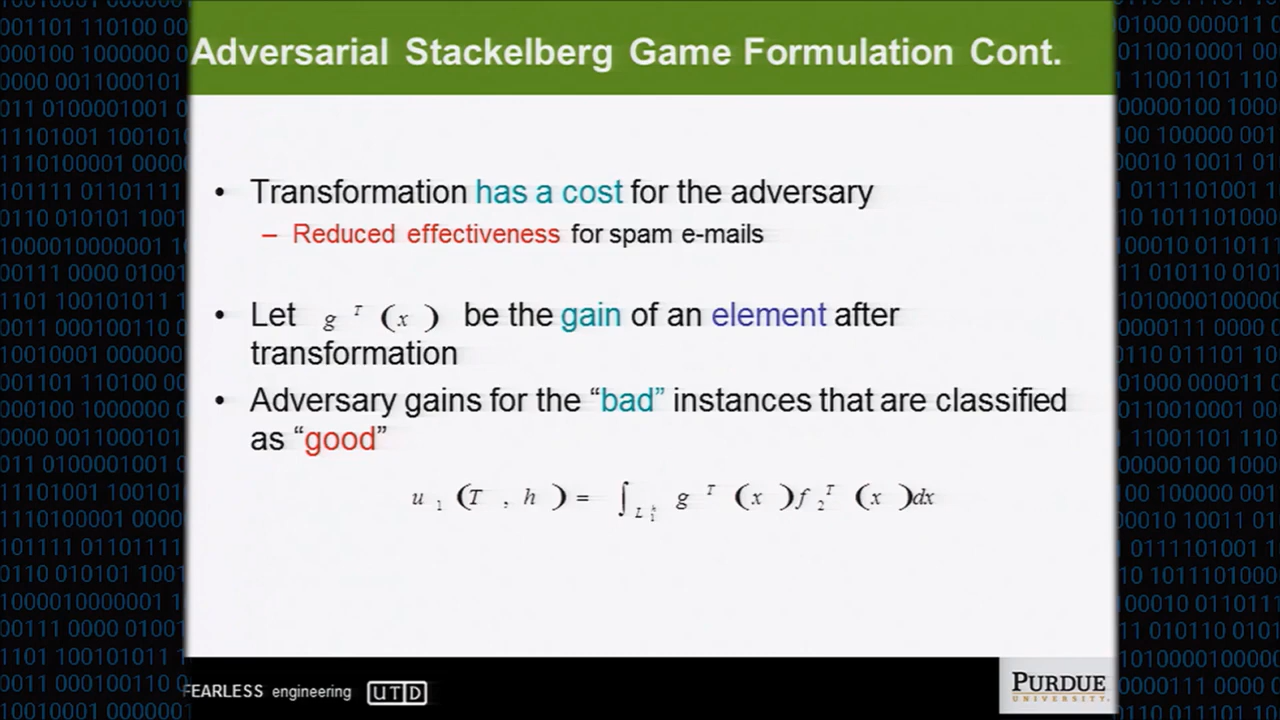 Adversarial Stackelberg Game Formulation Cont.
• Transformation has a cost for the adversary
– Reduced effectiveness for spam e-mails
• Let g^T (x) be the gain of an element after
transformation
• Adversary gains for the “bad” instances that are classified
as “good”
u_1 (T, h) = ∫_{L_1^h} g^T (x) f_2^T (x) dx
FEARLESS engineering UTD
PURDUE
UNIVERSITY